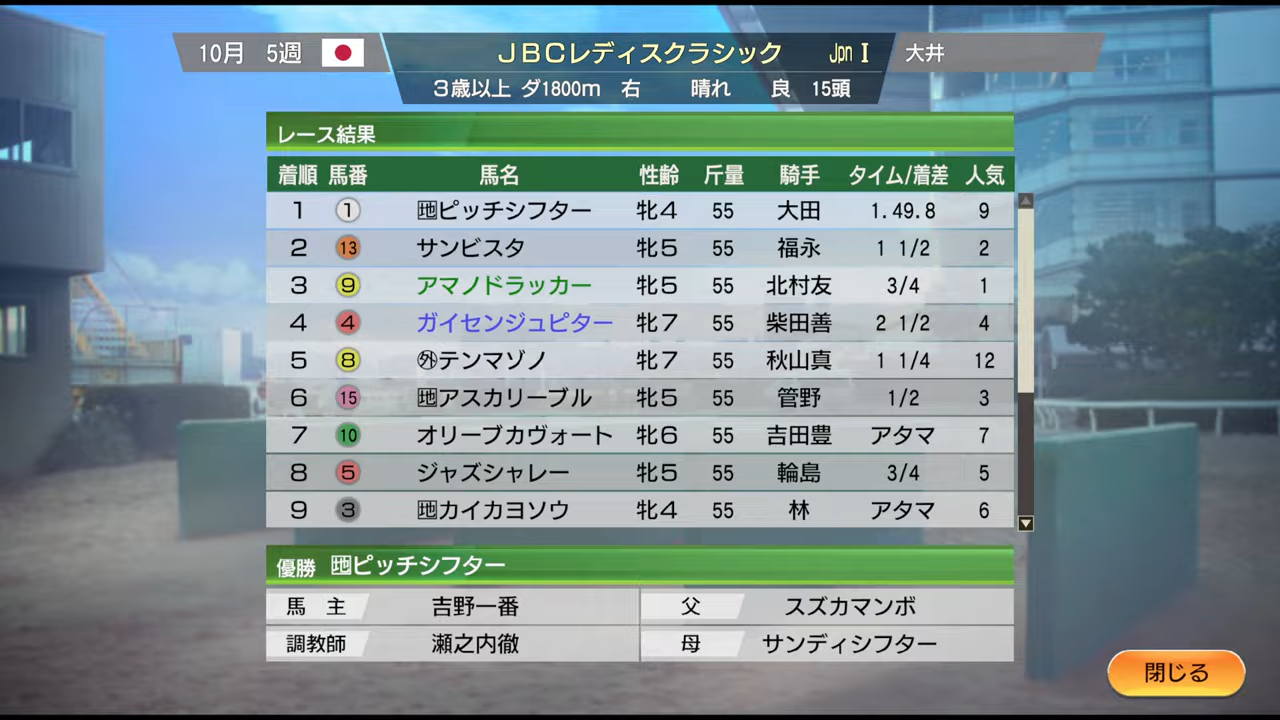 10月 5週 JBCレディスクラシック JpnⅠ 大井
3歳以上 ダ1800m 右 晴れ 良 15頭
レース結果
着順 馬番 馬名 性齢 斤量 騎手 タイム/着差 人気
1 1 地ピッチシフター 牝4 55 大田 1.49.8 9
2 13 サンビスタ 牝5 55 福永 1 1/2 2
3 9 アマノドラッカー 牝5 55 北村友 3/4 1
4 4 ガイセンジュピター 牝7 55 柴田善 2 1/2 4
5 8 外テンマゾノ 牝7 55 秋山真 1 1/4 12
6 15 地アスカリーブル 牝5 55 管野 1/2 3
7 10 オリーブカヴォート 牝6 55 吉田豊 アタマ 7
8 5 ジャズシャレー 牝5 55 輪島 3/4 5
9 3 地カイカヨソウ 牝4 55 林 アタマ 6
優勝 地ピッチシフター
馬主 吉野一番 父 スズカマンボ
調教師 瀬之内徹 母 サンディシフター
閉じる